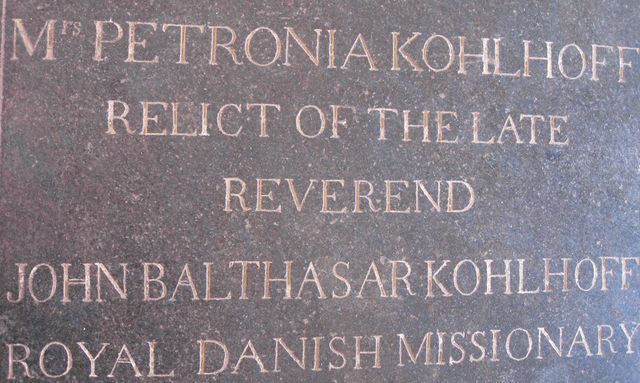 Mrs. PETRONIA KOHLHOFF
RELICT OF THE LATE
REVEREND
JOHN BALTHASAR KOHLHOFF
ROYAL DANISH MISSIONARY